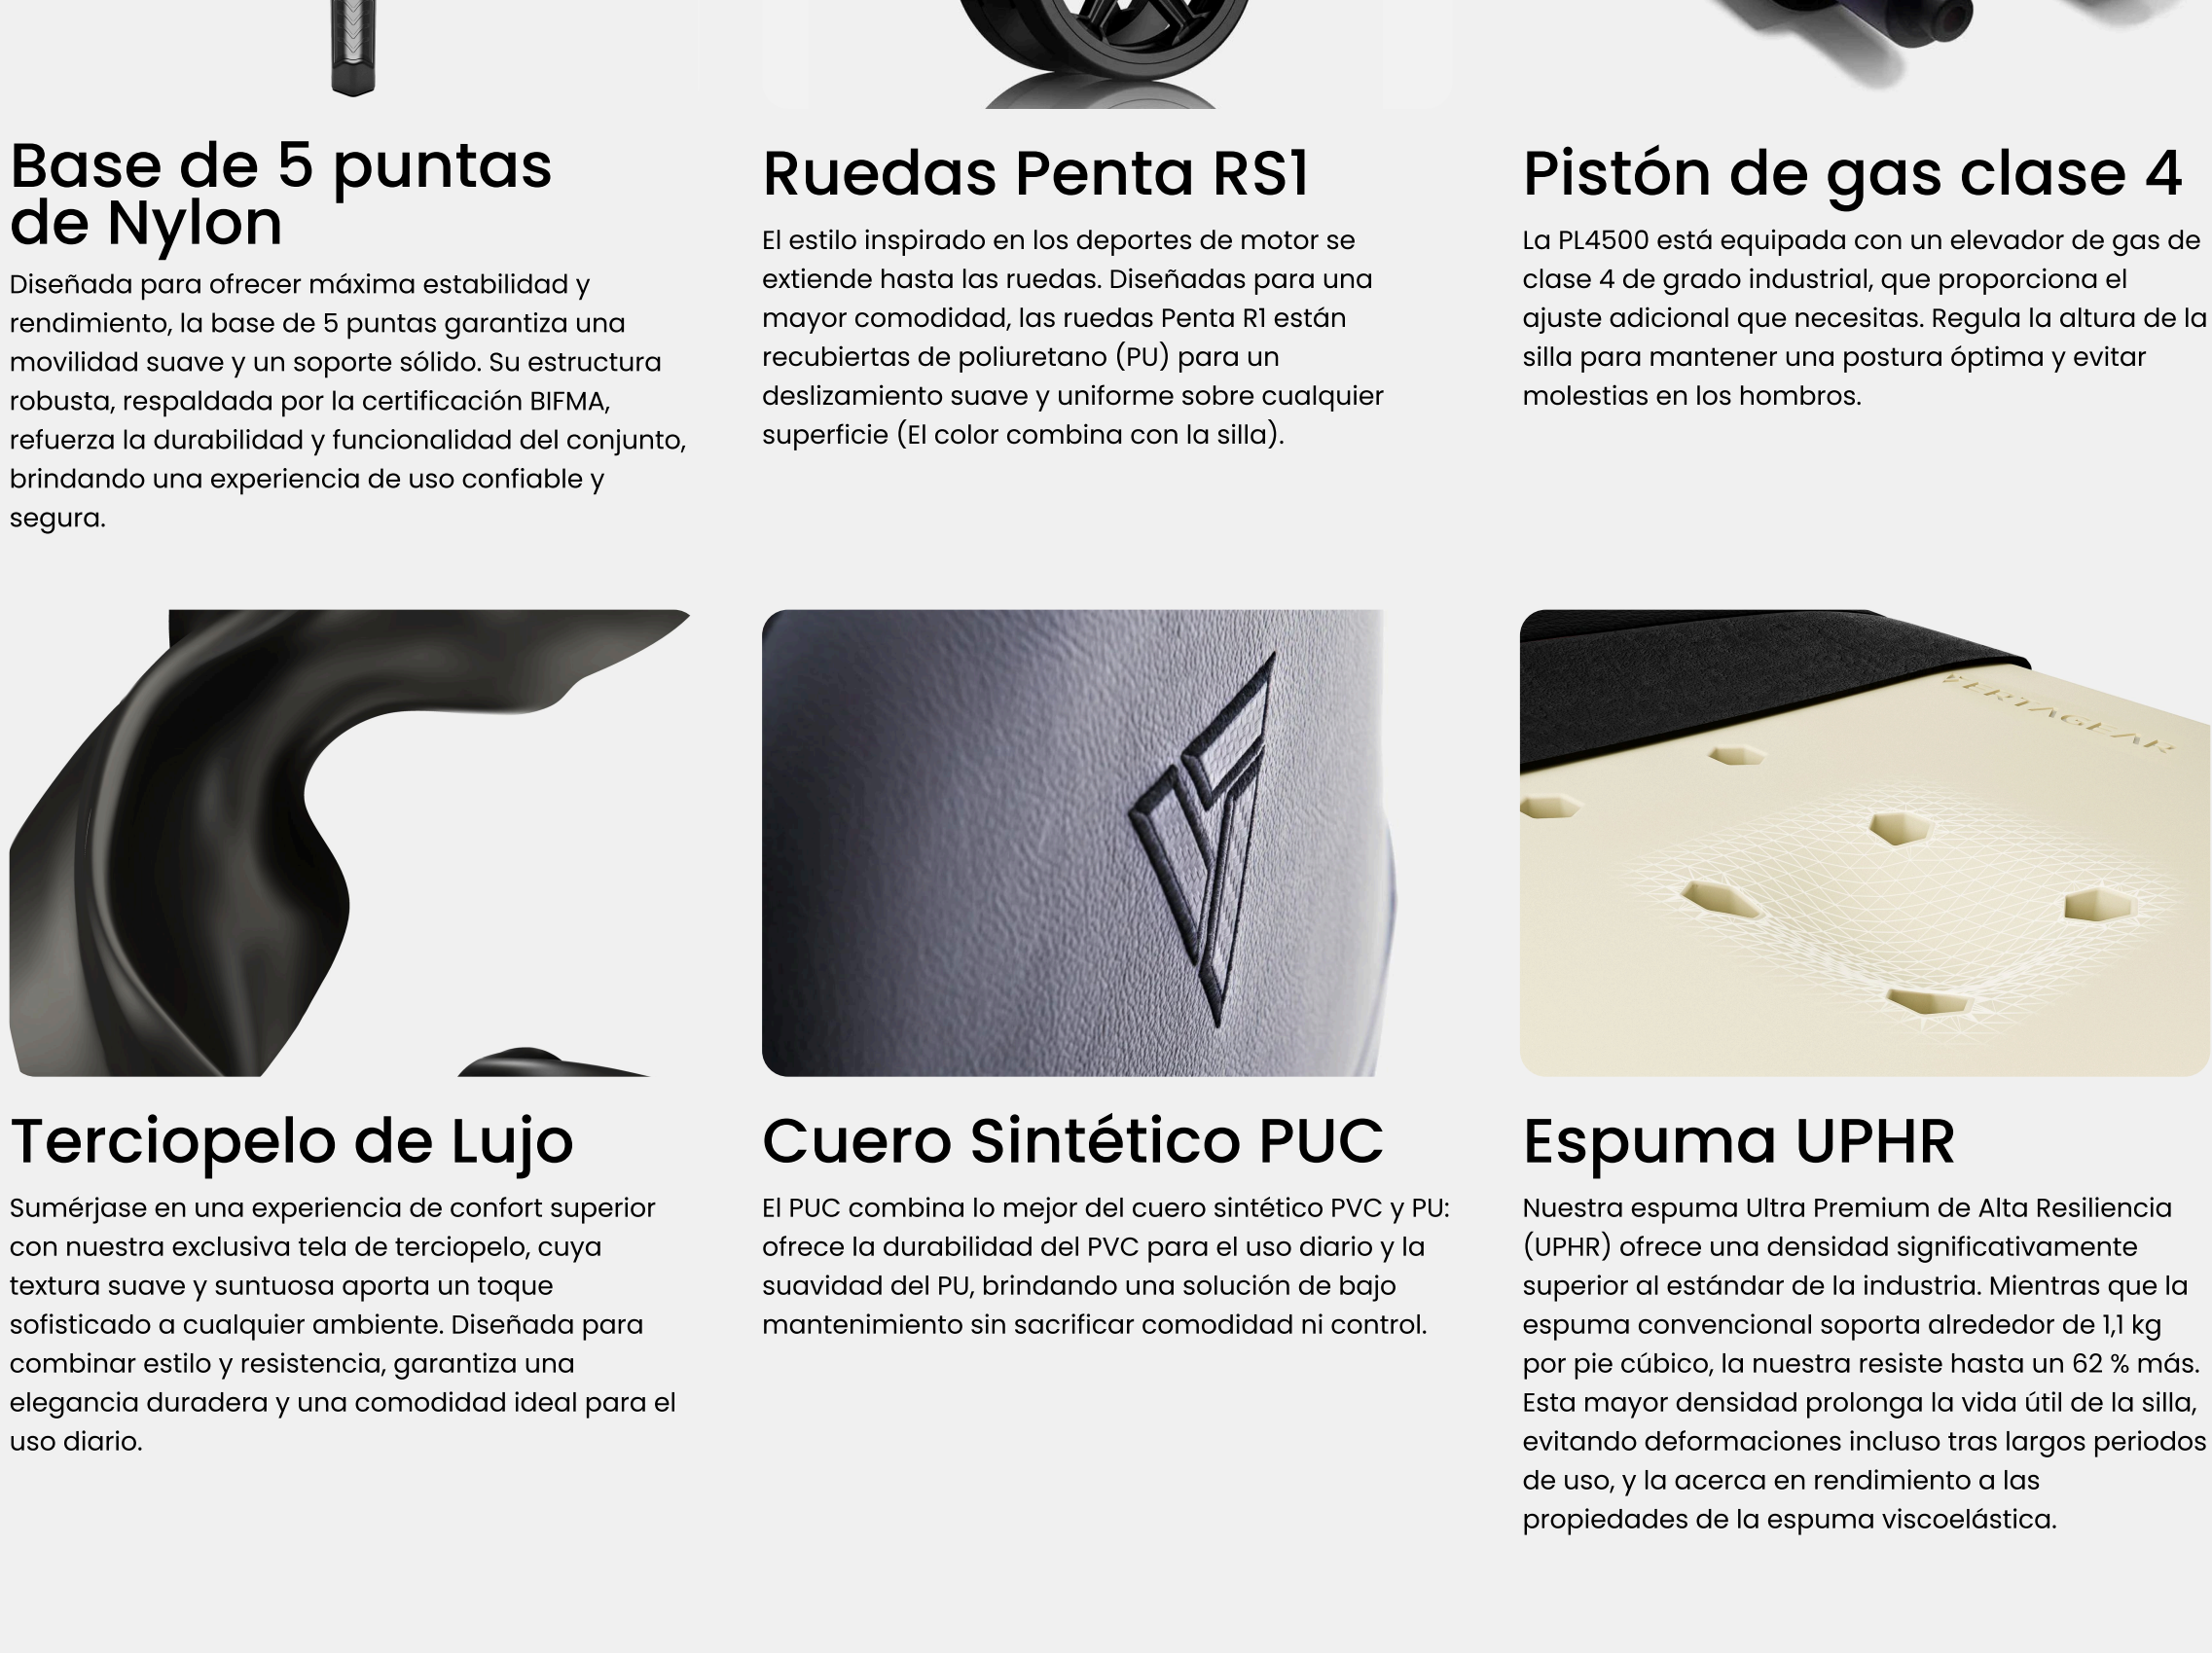 Base de 5 puntas
de Nylon
Diseñada para ofrecer máxima estabilidad y
rendimiento, la base de 5 puntas garantiza una
movilidad suave y un soporte sólido. Su estructura
robusta, respaldada por la certificación BIFMA,
refuerza la durabilidad y funcionalidad del conjunto,
brindando una experiencia de uso confiable y
segura.
Ruedas Penta RS1
El estilo inspirado en los deportes de motor se
extiende hasta las ruedas. Diseñadas para una
mayor comodidad, las ruedas Penta R1 están
recubiertas de poliuretano (PU) para un
deslizamiento suave y uniforme sobre cualquier
superficie (El color combina con la silla).
Pistón de gas clase 4
La PL4500 está equipada con un elevador de gas de
clase 4 de grado industrial, que proporciona el
ajuste adicional que necesitas. Regula la altura de la
silla para mantener una postura óptima y evitar
molestias en los hombros.
Terciopelo de Lujo
Sumérjase en una experiencia de confort superior
con nuestra exclusiva tela de terciopelo, cuya
textura suave y suntuosa aporta un toque
sofisticado a cualquier ambiente. Diseñada para
combinar estilo y resistencia, garantiza una
elegancia duradera y una comodidad ideal para el
uso diario.
Cuero Sintético PUC
El PUC combina lo mejor del cuero sintético PVC y PU:
ofrece la durabilidad del PVC para el uso diario y la
suavidad del PU, brindando una solución de bajo
mantenimiento sin sacrificar comodidad ni control.
VERTAGEAR
Espuma UPHR
Nuestra espuma Ultra Premium de Alta Resiliencia
(UPHR) ofrece una densidad significativamente
superior al estándar de la industria. Mientras que la
espuma convencional soporta alrededor de 1,1 kg
por pie cúbico, la nuestra resiste hasta un 62 % más.
Esta mayor densidad prolonga la vida útil de la silla,
evitando deformaciones incluso tras largos periodos
de uso, y la acerca en rendimiento a las
propiedades de la espuma viscoelástica.